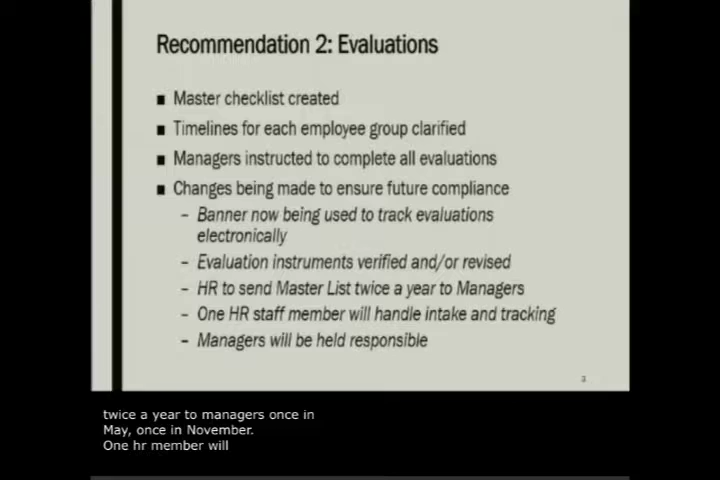 Recommendation 2: Evaluations
■ Master checklist created
■ Timelines for each employee group clarified
■ Managers instructed to complete all evaluations
■ Changes being made to ensure future compliance
– Banner now being used to track evaluations
electronically
– Evaluation instruments verified and/or revised
– HR to send Master List twice a year to Managers
– One HR staff member will handle intake and tracking
– Managers will be held responsible
3
twice a year to managers once in
May, once in November.
One hr member will